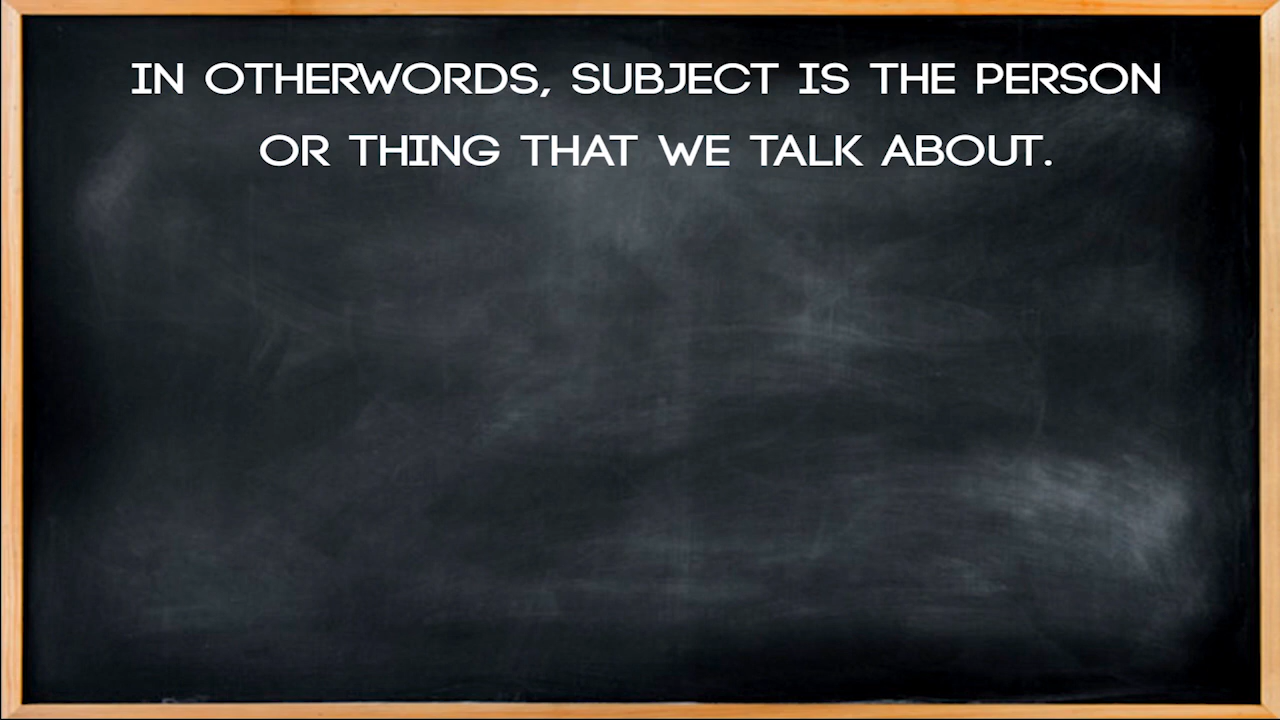 IN OTHERWORDS, SUBJECT IS THE PERSON
OR THING THAT WE TALK ABOUT.